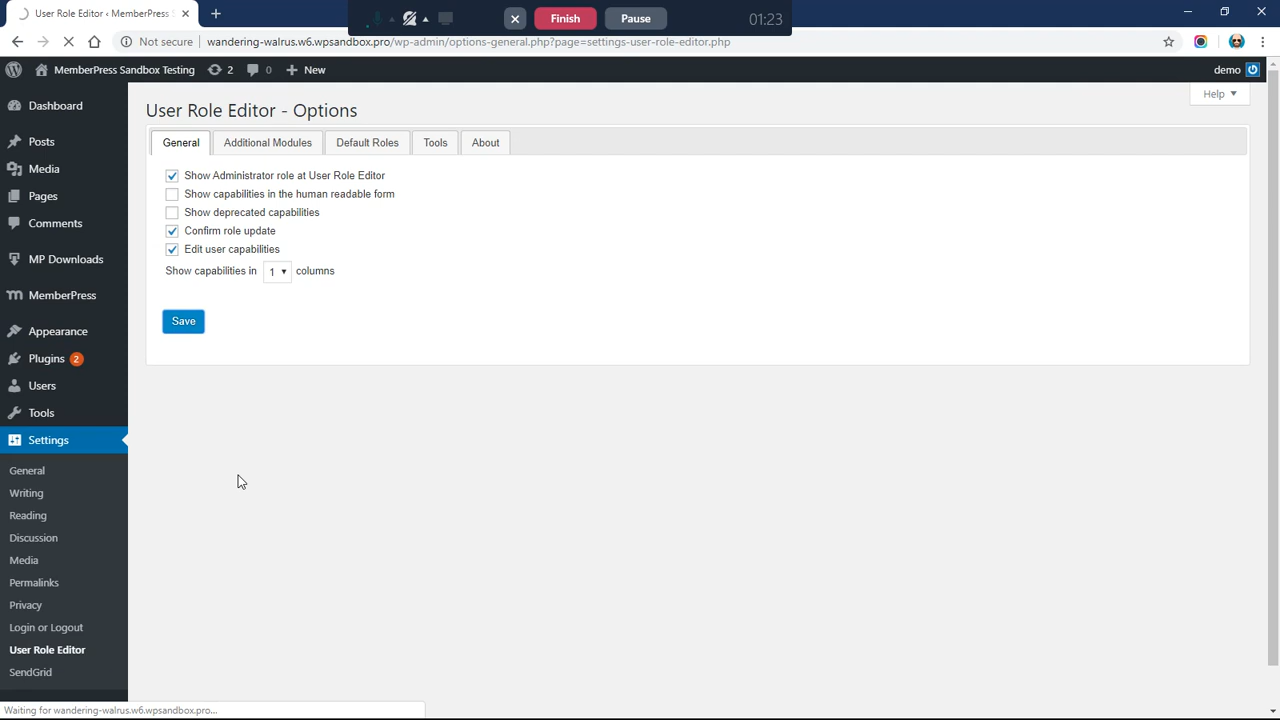 User Role Editor ‹ MemberPress S
Finish
Pause
01:23
Not secure
wandering-walrus.w6.wpsandbox.pro/wp-admin/options-general.php?page=settings-user-role-editor.php
MemberPress Sandbox Testing
2
0
New
demo
Help
Dashboard
Posts
Media
Pages
Comments
MP Downloads
MemberPress
Appearance
Plugins 2
Users
Tools
Settings
General
Writing
Reading
Discussion
Media
Permalinks
Privacy
Login or Logout
User Role Editor
SendGrid
User Role Editor - Options
General
Additional Modules
Default Roles
Tools
About
Show Administrator role at User Role Editor
Show capabilities in the human readable form
Show deprecated capabilities
Confirm role update
Edit user capabilities
Show capabilities in 1 columns
Save
Waiting for wandering-walrus.w6.wpsandbox.pro...